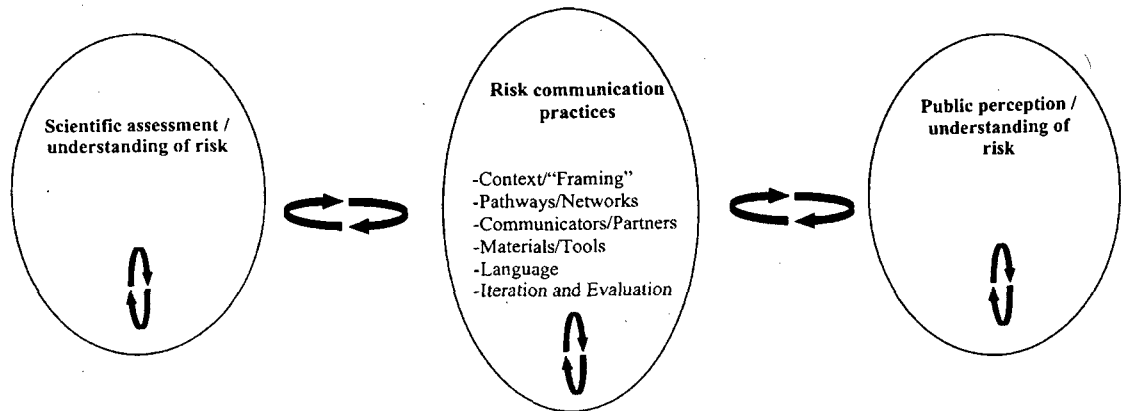 Scientific assessment /
understanding of risk
Risk communication
practices
-Context/"Framing"
-Pathways/Networks
-Communicators/Partners
-Materials/Tools
-Language
-Iteration and Evaluation
Public perception /
understanding of
risk